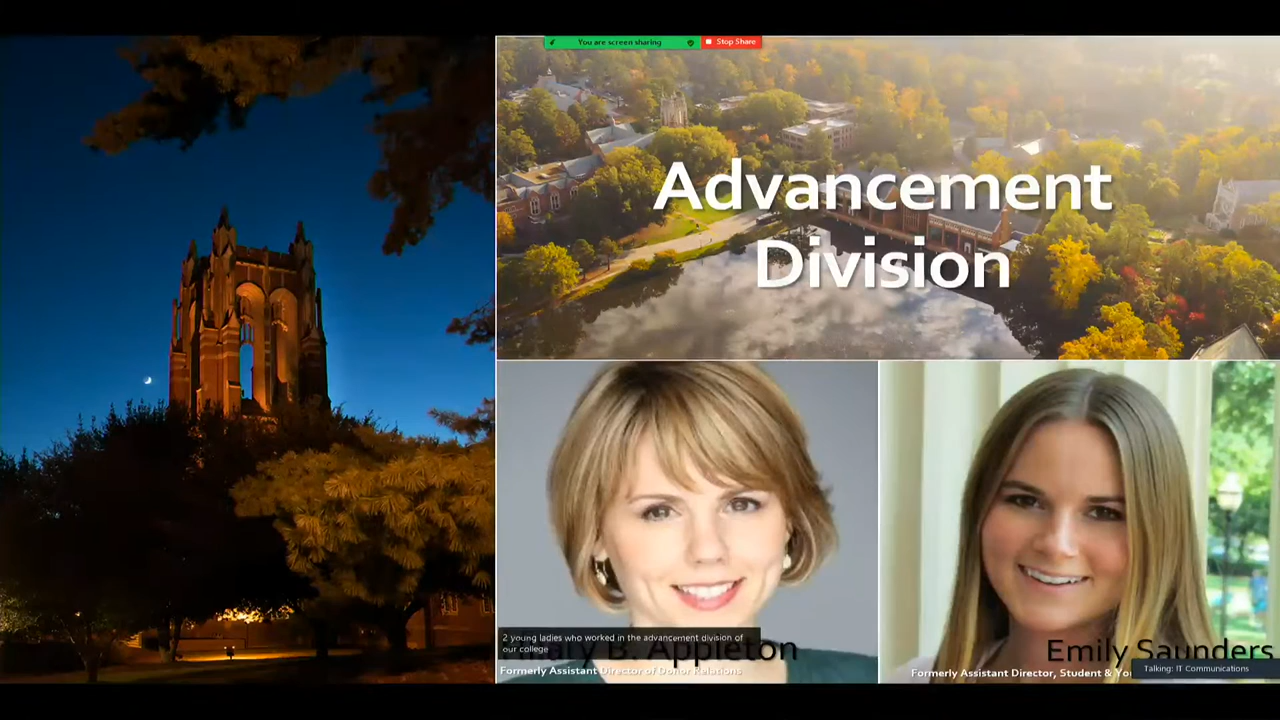 You are screen sharing
Stop Share
Advancement
Division
2 young ladies who worked in the advancement division of
our college
B. Appleton
Formerly Assistant Director of Donor Relations
Emily Saunders
Formerly Assistant Director, Student &
Talking: IT Communications